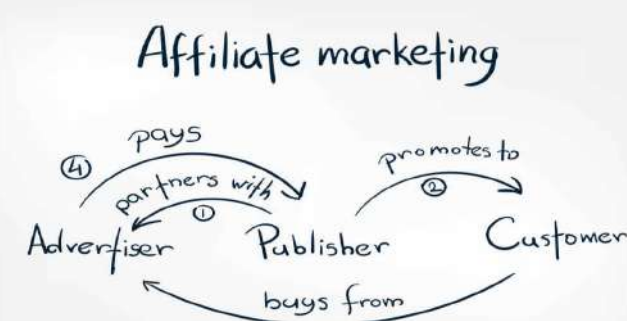 Affiliate marketing
pays
④
promotes to
partners with
①
②
Advertiser
Publisher
Customer
buys from